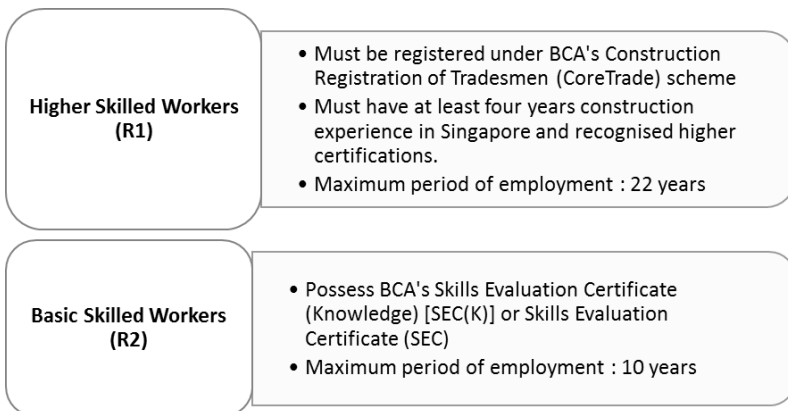 Higher Skilled Workers
(R1)
• Must be registered under BCA's Construction
Registration of Tradesmen (CoreTrade) scheme
• Must have at least four years construction
experience in Singapore and recognised higher
certifications.
• Maximum period of employment : 22 years
Basic Skilled Workers
(R2)
• Possess BCA's Skills Evaluation Certificate
(Knowledge) [SEC(K)] or Skills Evaluation
Certificate (SEC)
• Maximum period of employment : 10 years